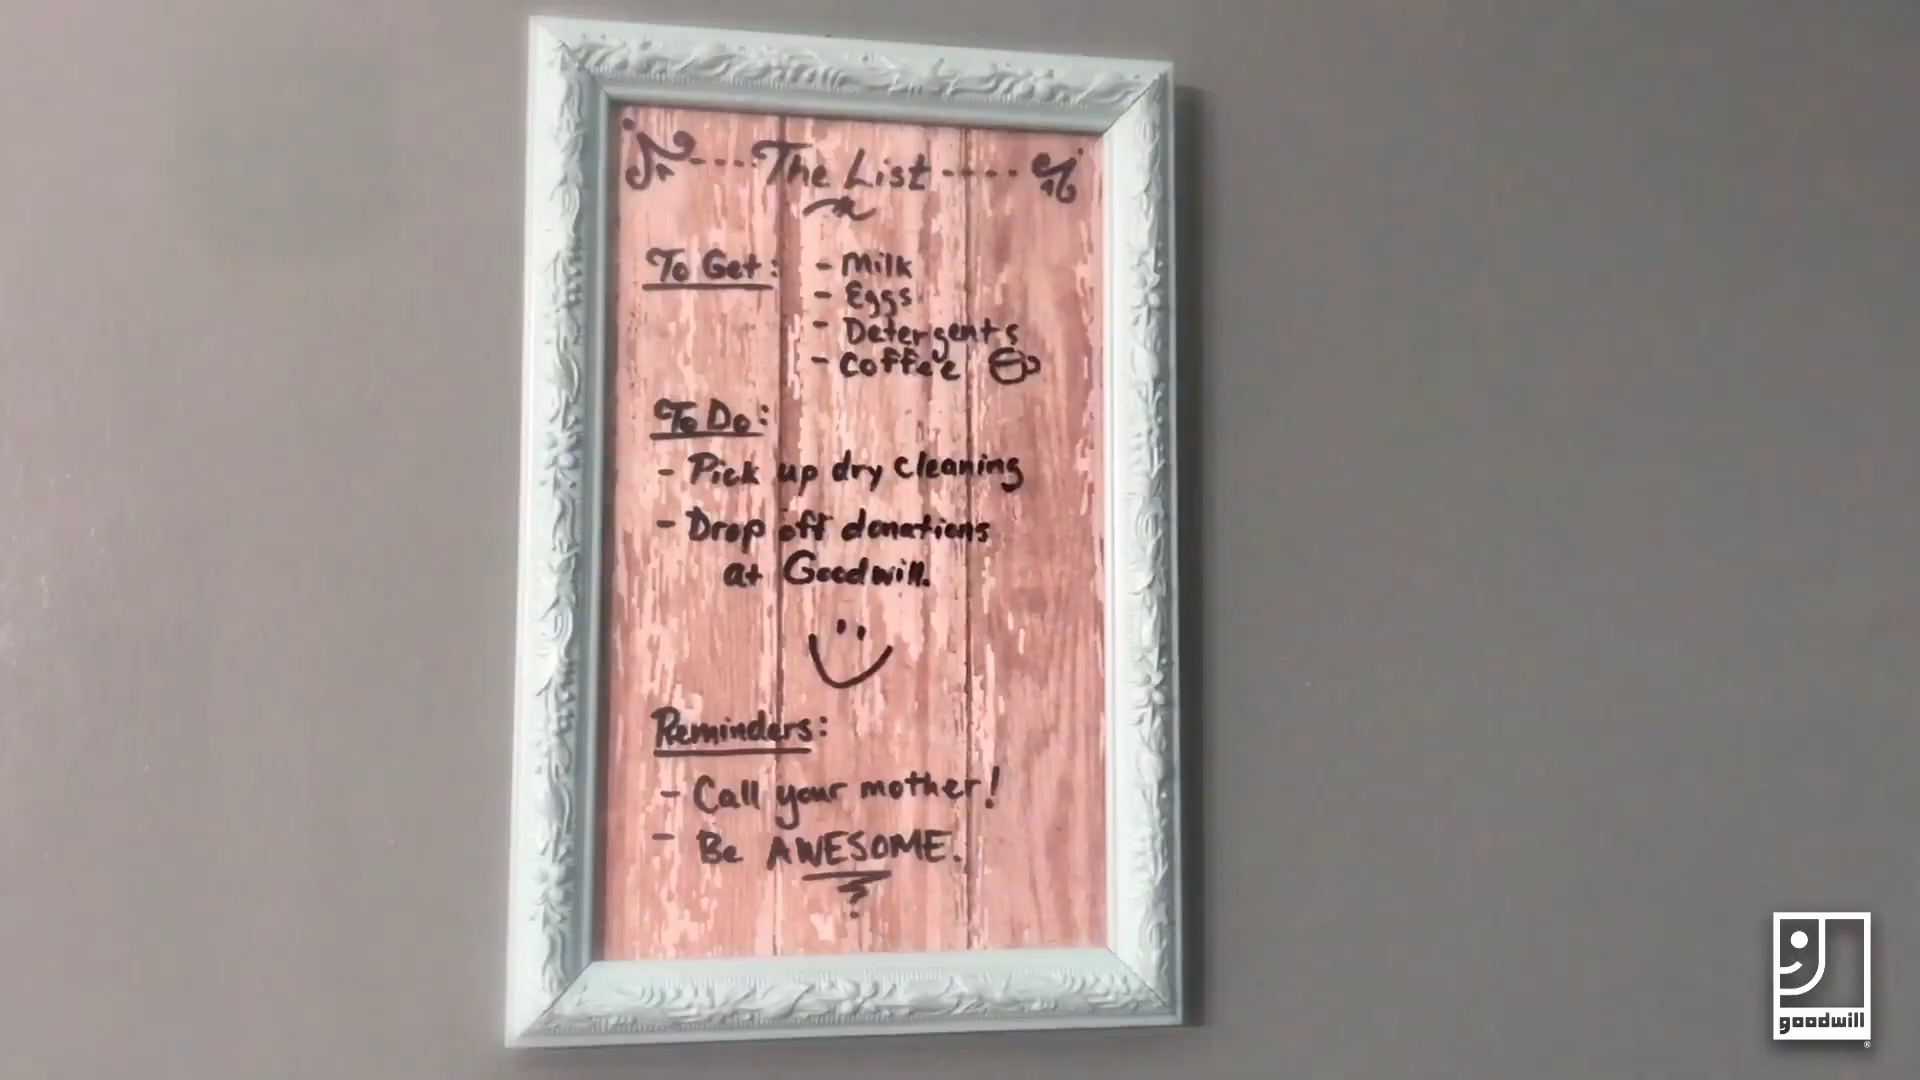 The List
To Get: - Milk
- Eggs
- Detergents
- Coffee
To Do:
- Pick up dry cleaning
- Drop off donations
at Goodwill.
Reminders:
- Call your mother!
- Be AWESOME.
goodwill
®